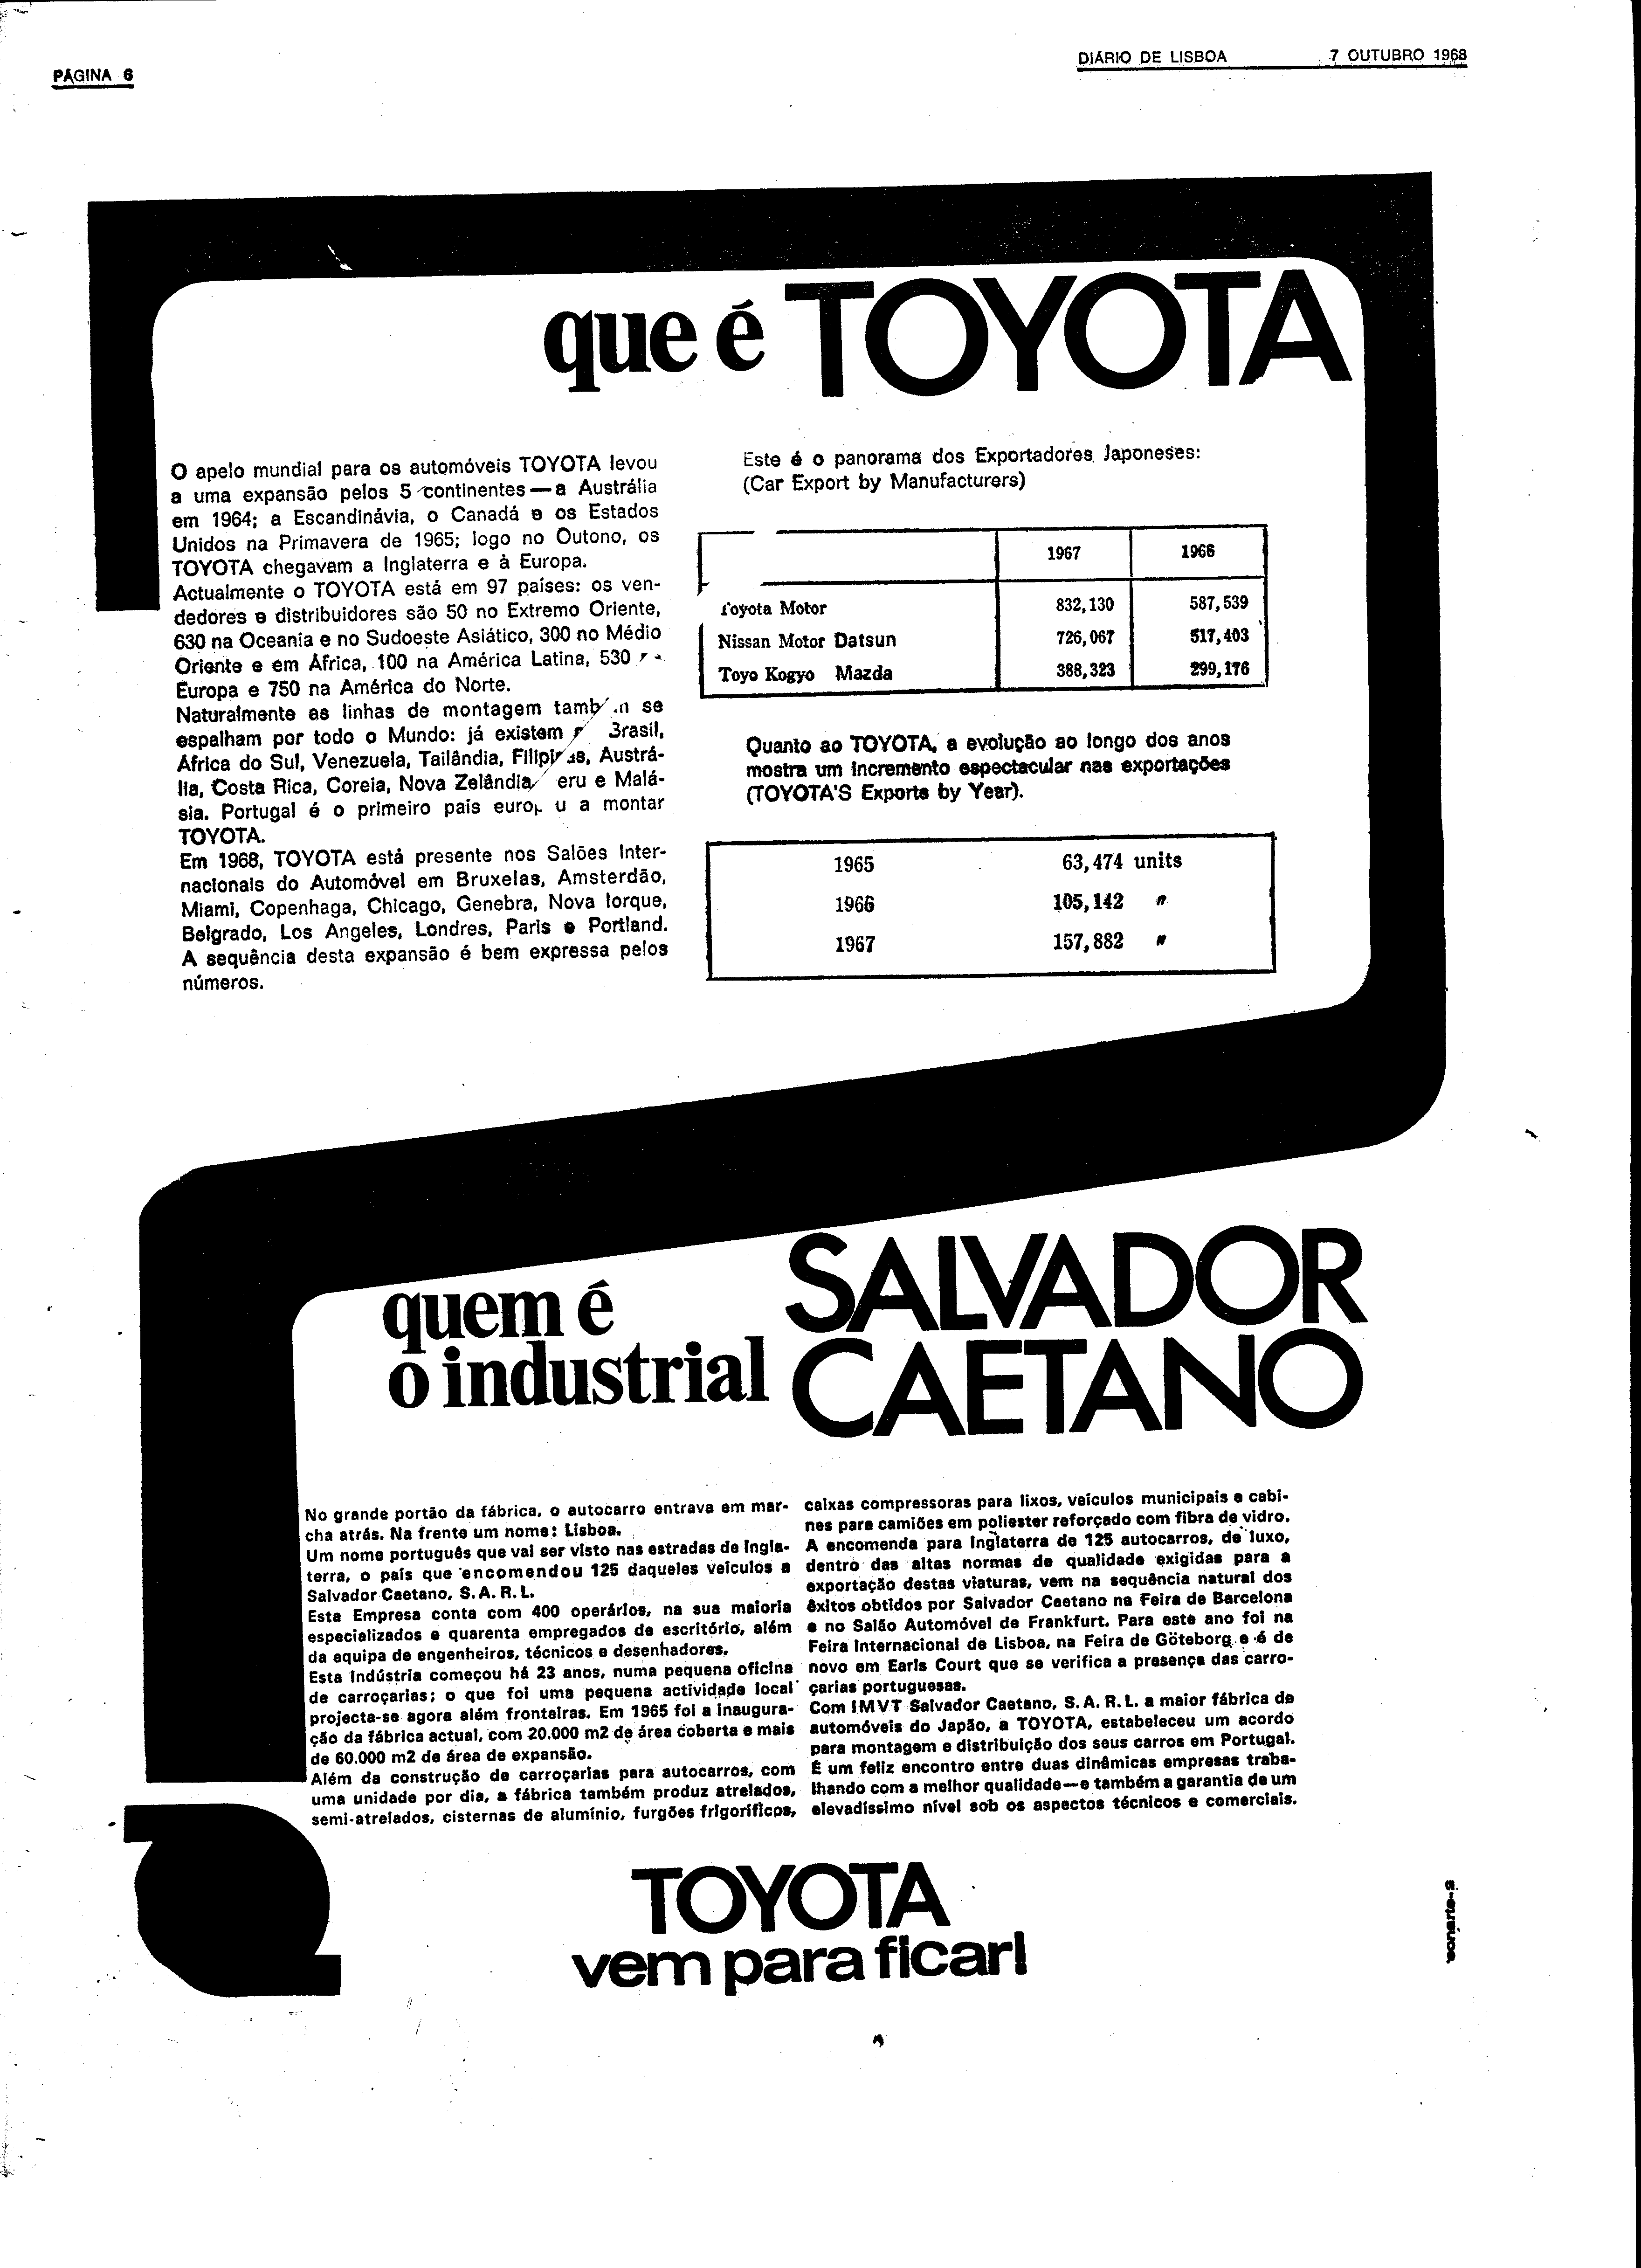 PÁGINA 6
DIÁRIO DE LISBOA 7 OUTUBRO 1968
que é TOYOTA
O apelo mundial para os automóveis TOYOTA levou
a uma expansão pelos 5 continentes — a Austrália
em 1964; a Escandinávia, o Canadá e os Estados
Unidos na Primavera de 1965; logo no Outono, os
TOYOTA chegavam a Inglaterra e à Europa.
Actualmente o TOYOTA está em 97 países: os ven-
dedores e distribuidores são 50 no Extremo Oriente,
630 na Oceania e no Sudoeste Asiático, 300 no Médio
Oriente e em África, 100 na América Latina, 530
Europa e 750 na América do Norte.
Naturalmente as linhas de montagem também se
espalham por todo o Mundo: já existem Brasil,
África do Sul, Venezuela, Tailândia, Filipinas, Austrá-
lia, Costa Rica, Coreia, Nova Zelândia eru e Malá-
sia. Portugal é o primeiro país europeu a montar
TOYOTA.
Em 1968, TOYOTA está presente nos Salões Inter-
nacionais do Automóvel em Bruxelas, Amsterdão,
Miami, Copenhaga, Chicago, Genebra, Nova Iorque,
Belgrado, Los Angeles, Londres, Paris e Portland.
A sequência desta expansão é bem expressa pelos
números.
Este é o panorama dos Exportadores Japoneses:
(Car Export by Manufacturers)
1967 1966
Toyota Motor 832,130 587,539
Nissan Motor Datsun 726,067 517,403
Toyo Kogyo Mazda 388,323 299,176
Quanto ao TOYOTA, a evolução ao longo dos anos
mostra um incremento espectacular nas exportações
(TOYOTA'S Exports by Year).
1965 63,474 units
1966 105,142 "
1967 157,882 "
quem é
o industrial
SALVADOR
CAETANO
No grande portão da fábrica, o autocarro entrava em mar-
cha atrás. Na frente um nome: Lisboa.
Um nome português que vai ser visto nas estradas de Ingla-
terra, o país que encomendou 125 daqueles veículos a
Salvador Caetano, S. A. R. L.
Esta Empresa conta com 400 operários, na sua maioria
especializados e quarenta empregados de escritório, além
da equipa de engenheiros, técnicos e desenhadores.
Esta indústria começou há 23 anos, numa pequena oficina
de carroçarias; o que foi uma pequena actividade local
projecta-se agora além fronteiras. Em 1965 foi a inaugura-
ção da fábrica actual, com 20.000 m2 de área coberta e mais
de 60.000 m2 de área de expansão.
Além da construção de carroçarias para autocarros, com
uma unidade por dia, a fábrica também produz atrelados,
semi-atrelados, cisternas de alumínio, furgões frigoríficos,
caixas compressoras para lixos, veículos municipais e cabi-
nes para camiões em poliester reforçado com fibra de vidro.
A encomenda para Inglaterra de 125 autocarros, de luxo,
dentro das altas normas de qualidade exigidas para a
exportação destas viaturas, vem na sequência natural dos
êxitos obtidos por Salvador Caetano na Feira de Barcelona
e no Salão Automóvel de Frankfurt. Para este ano foi na
Feira Internacional de Lisboa, na Feira de Göteborg e é de
novo em Earls Court que se verifica a presença das carro-
çarias portuguesas.
Com IMVT Salvador Caetano, S. A. R. L. a maior fábrica de
automóveis do Japão, a TOYOTA, estabeleceu um acordo
para montagem e distribuição dos seus carros em Portugal.
É um feliz encontro entre duas dinâmicas empresas traba-
lhando com a melhor qualidade — e também a garantia de um
elevadíssimo nível sob os aspectos técnicos e comerciais.
TOYOTA
vem para ficar!